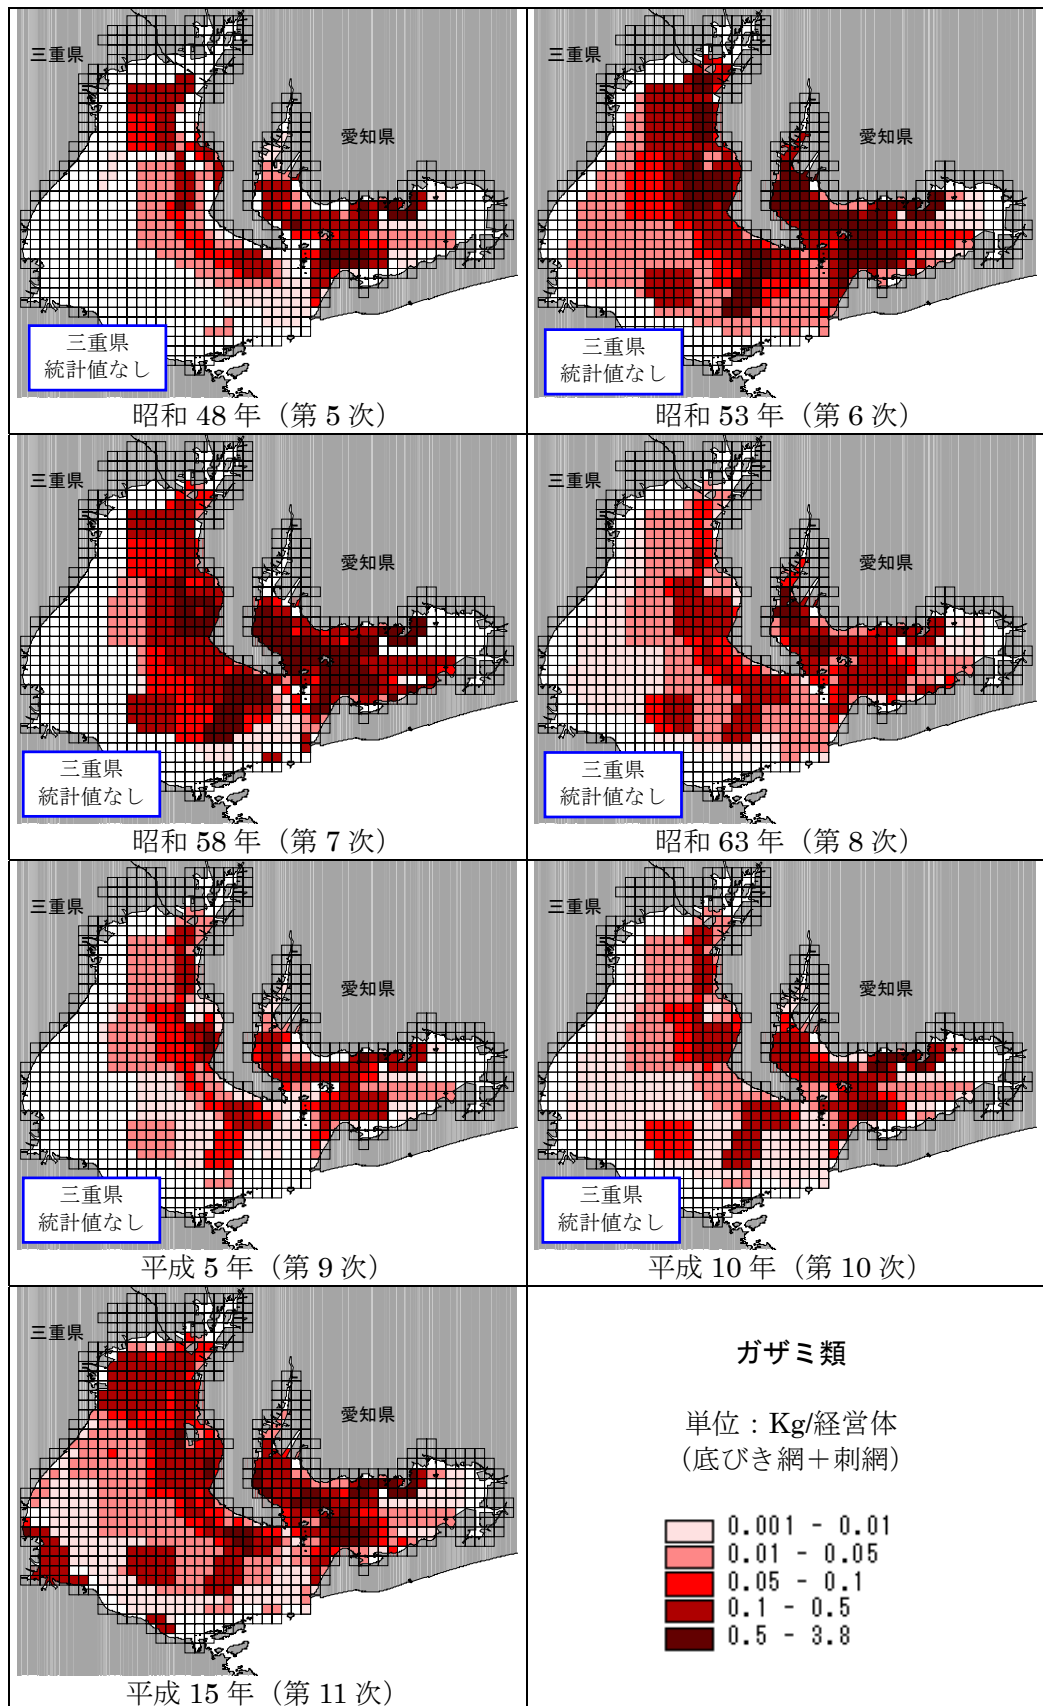 三重県
愛知県
三重県
統計値なし
昭和 48 年（第 5 次）
三重県
愛知県
三重県
統計値なし
昭和 53 年（第 6 次）
三重県
愛知県
三重県
統計値なし
昭和 58 年（第 7 次）
三重県
愛知県
三重県
統計値なし
昭和 63 年（第 8 次）
三重県
愛知県
三重県
統計値なし
平成 5 年（第 9 次）
三重県
愛知県
三重県
統計値なし
平成 10 年（第 10 次）
三重県
愛知県
平成 15 年（第 11 次）
ガザミ類
単位：Kg/経営体
（底びき網＋刺網）
0.001 - 0.01
0.01 - 0.05
0.05 - 0.1
0.1 - 0.5
0.5 - 3.8